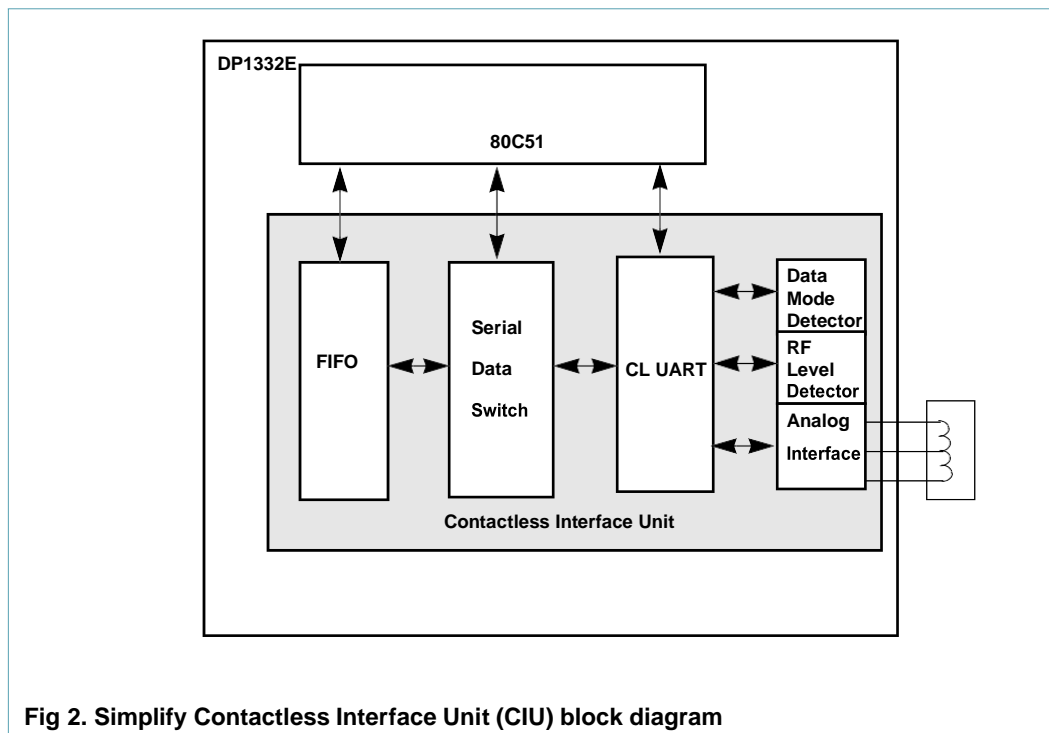 DP1332E
80C51
FIFO
Serial
Data
Switch
CL UART
Data
Mode
Detector
RF
Level
Detector
Analog
Interface
Contactless Interface Unit
Fig 2. Simplify Contactless Interface Unit (CIU) block diagram